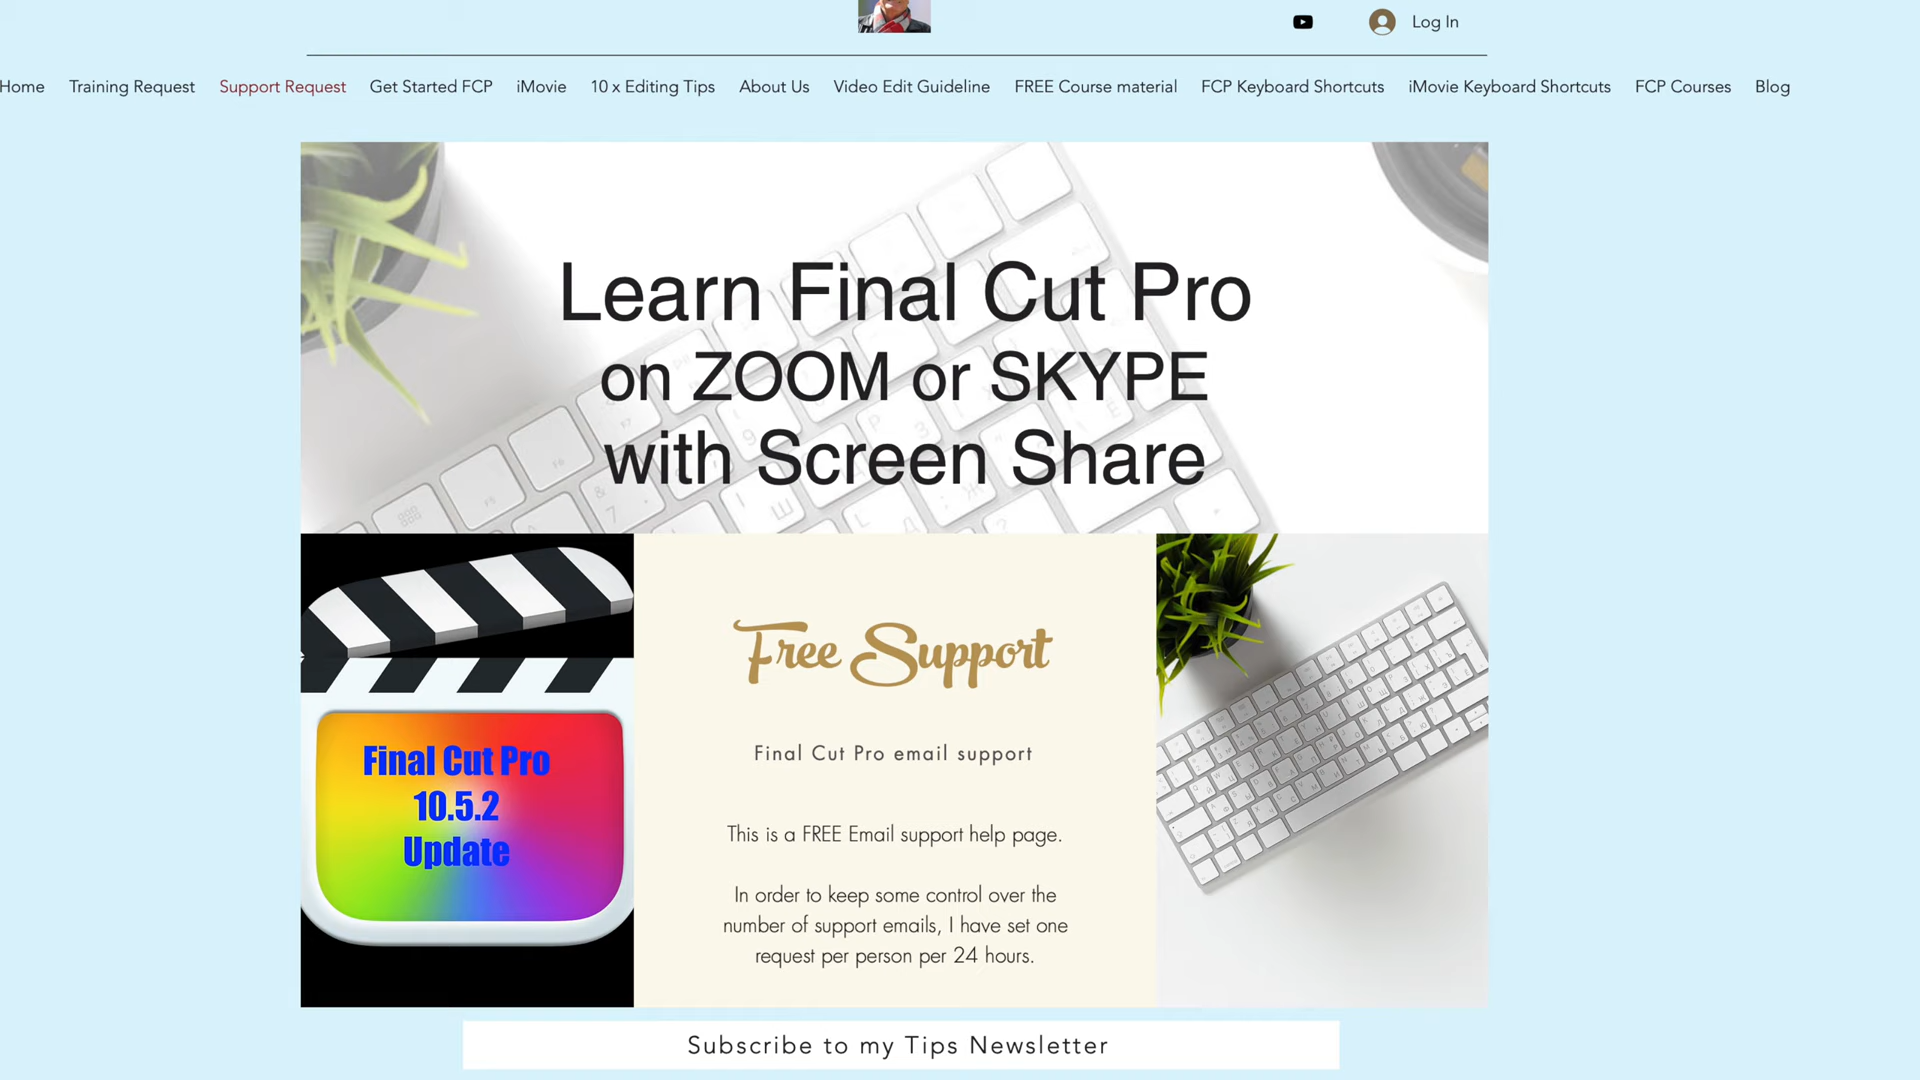 Log In
Home Training Request Support Request Get Started FCP iMovie 10 x Editing Tips About Us Video Edit Guideline FREE Course material FCP Keyboard Shortcuts iMovie Keyboard Shortcuts FCP Courses Blog
Learn Final Cut Pro
on ZOOM or SKYPE
with Screen Share
Final Cut Pro
10.5.2
Update
Free Support
Final Cut Pro email support
This is a FREE Email support help page.
In order to keep some control over the
number of support emails, I have set one
request per person per 24 hours.
Subscribe to my Tips Newsletter